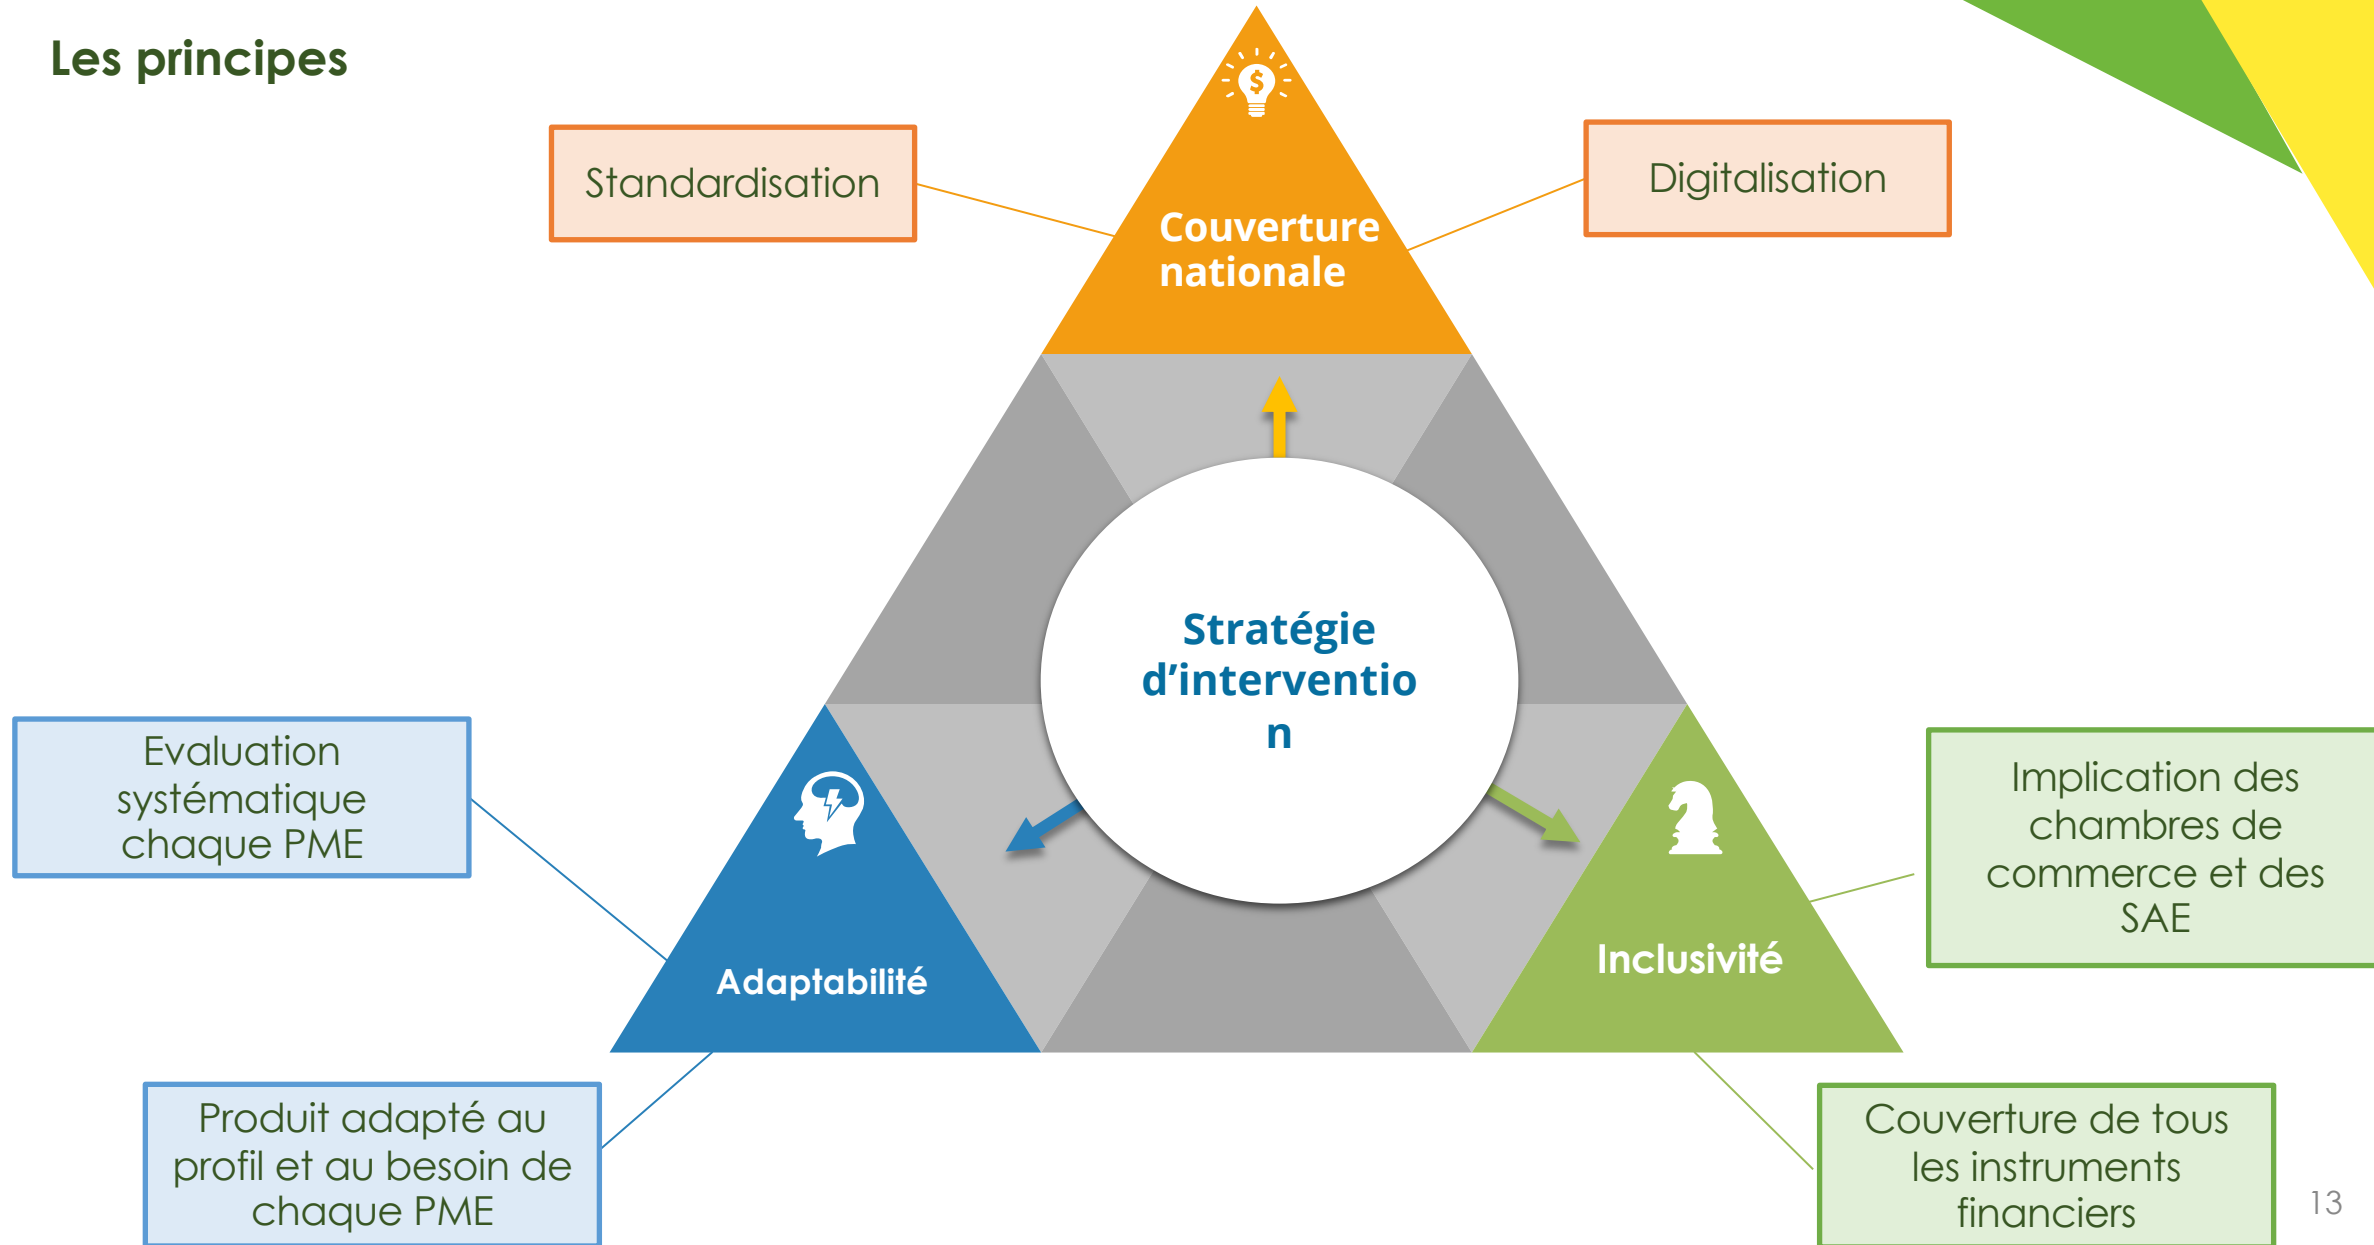 Les principes
Standardisation
Digitalisation
$
Couverture
nationale
Stratégie
d’interventio
n
Evaluation
systématique
chaque PME
Adaptabilité
Produit adapté au
profil et au besoin de
chaque PME
Inclusivité
Implication des
chambres de
commerce et des
SAE
Couverture de tous
les instruments
financiers
13